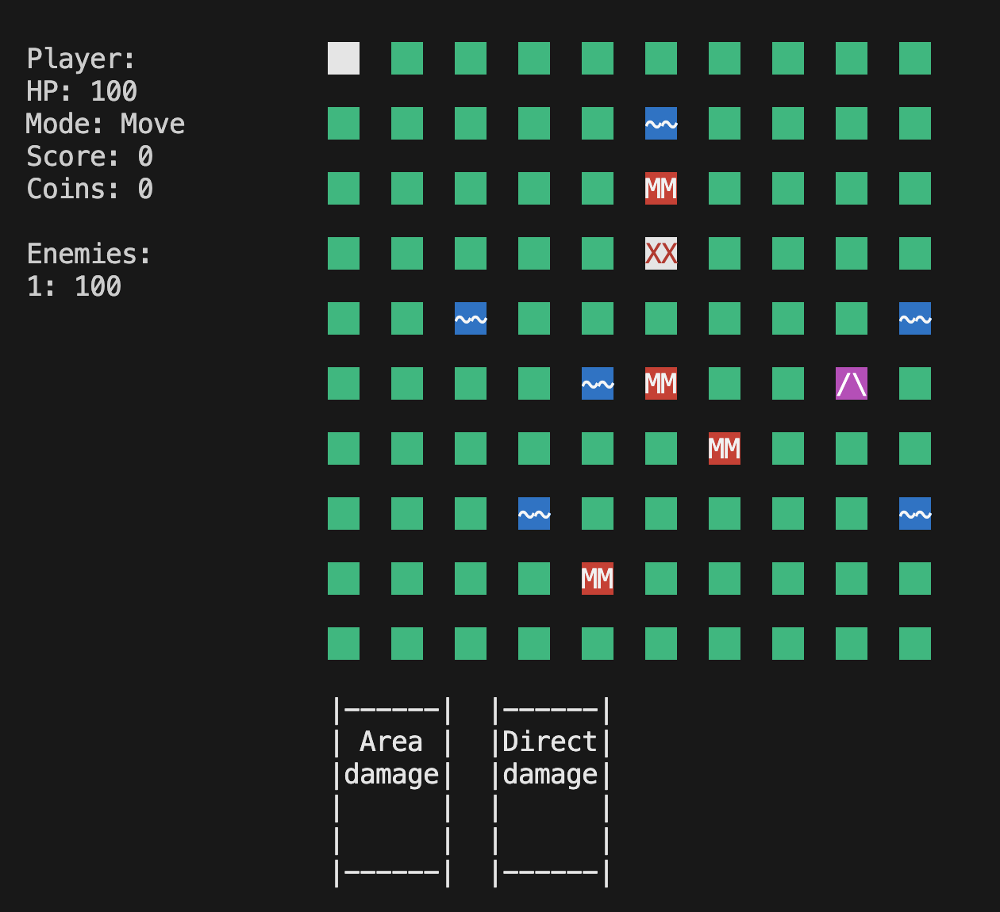 Player:
HP: 100
Mode: Move
Score: 0
Coins: 0
Enemies:
1: 100
~~
MM
XX
~~ ~~
~~ MM /\
MM
~~ ~~
MM
|------| |------|
| Area | |Direct|
|damage| |damage|
| | | |
| | | |
|------| |------|